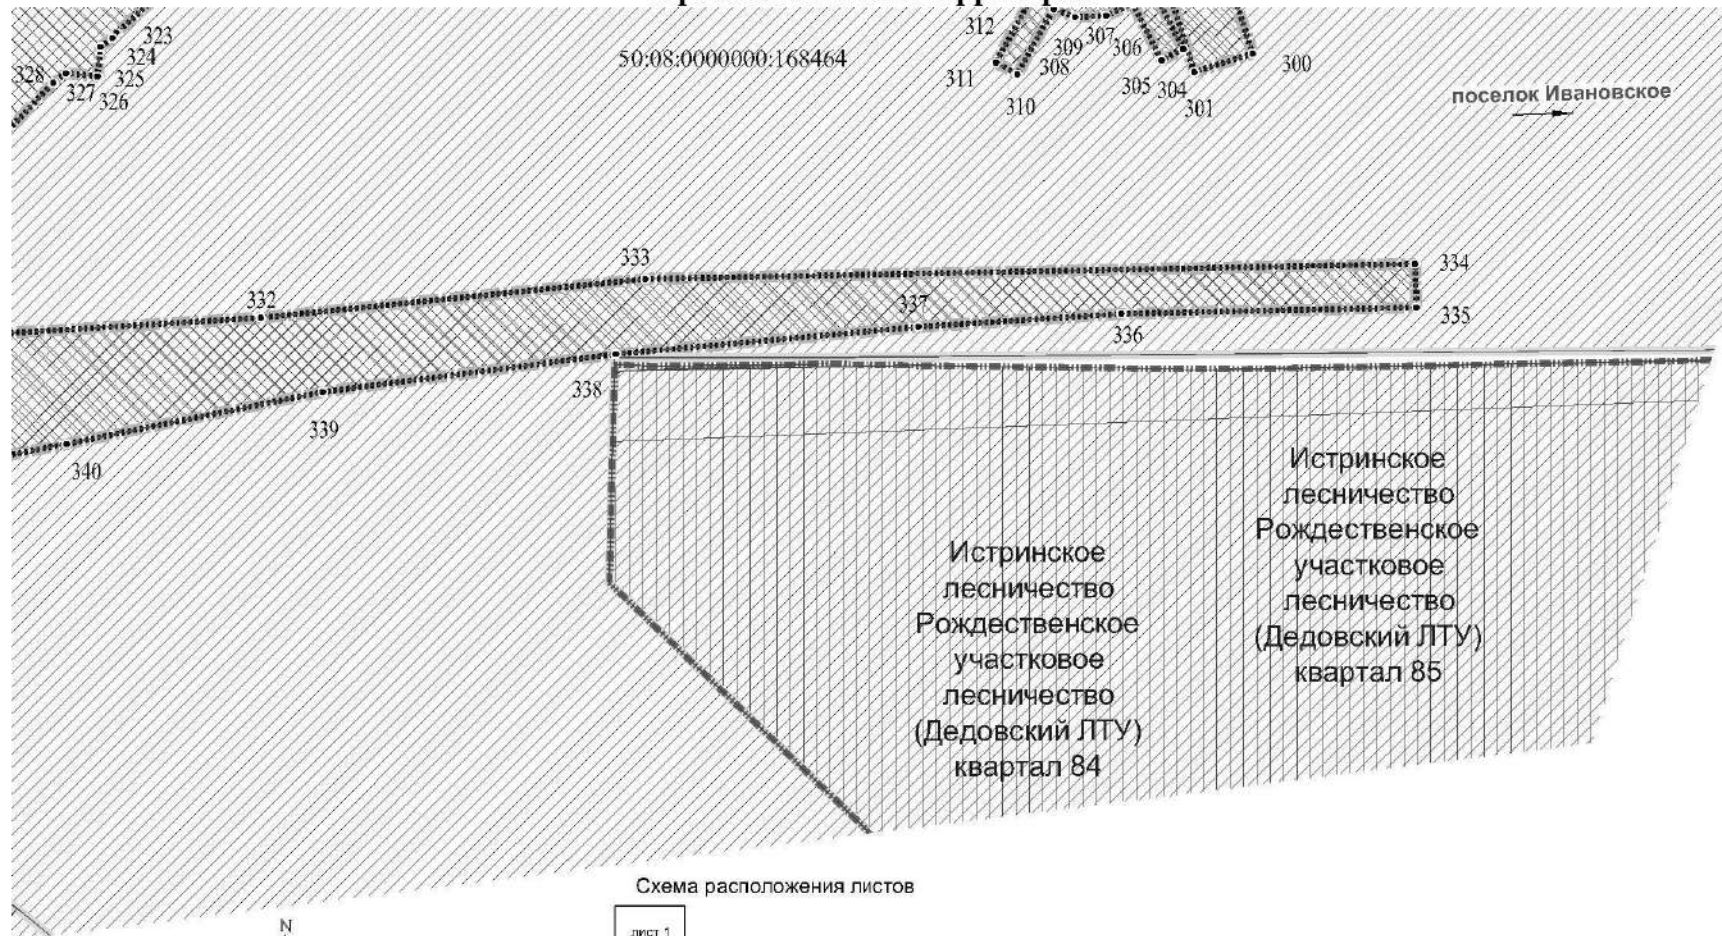 323
324
325
326
327
328
50:08:0000000:168464
312
311
310
309
308
307
306
305
304
301
300
поселок Ивановское
332
333
334
335
336
337
338
339
340
Истринское
лесничество
Рождественское
участковое
лесничество
(Дедовский ЛТУ)
квартал 84
Истринское
лесничество
Рождественское
участковое
лесничество
(Дедовский ЛТУ)
квартал 85
Схема расположения листов
N
лист 1